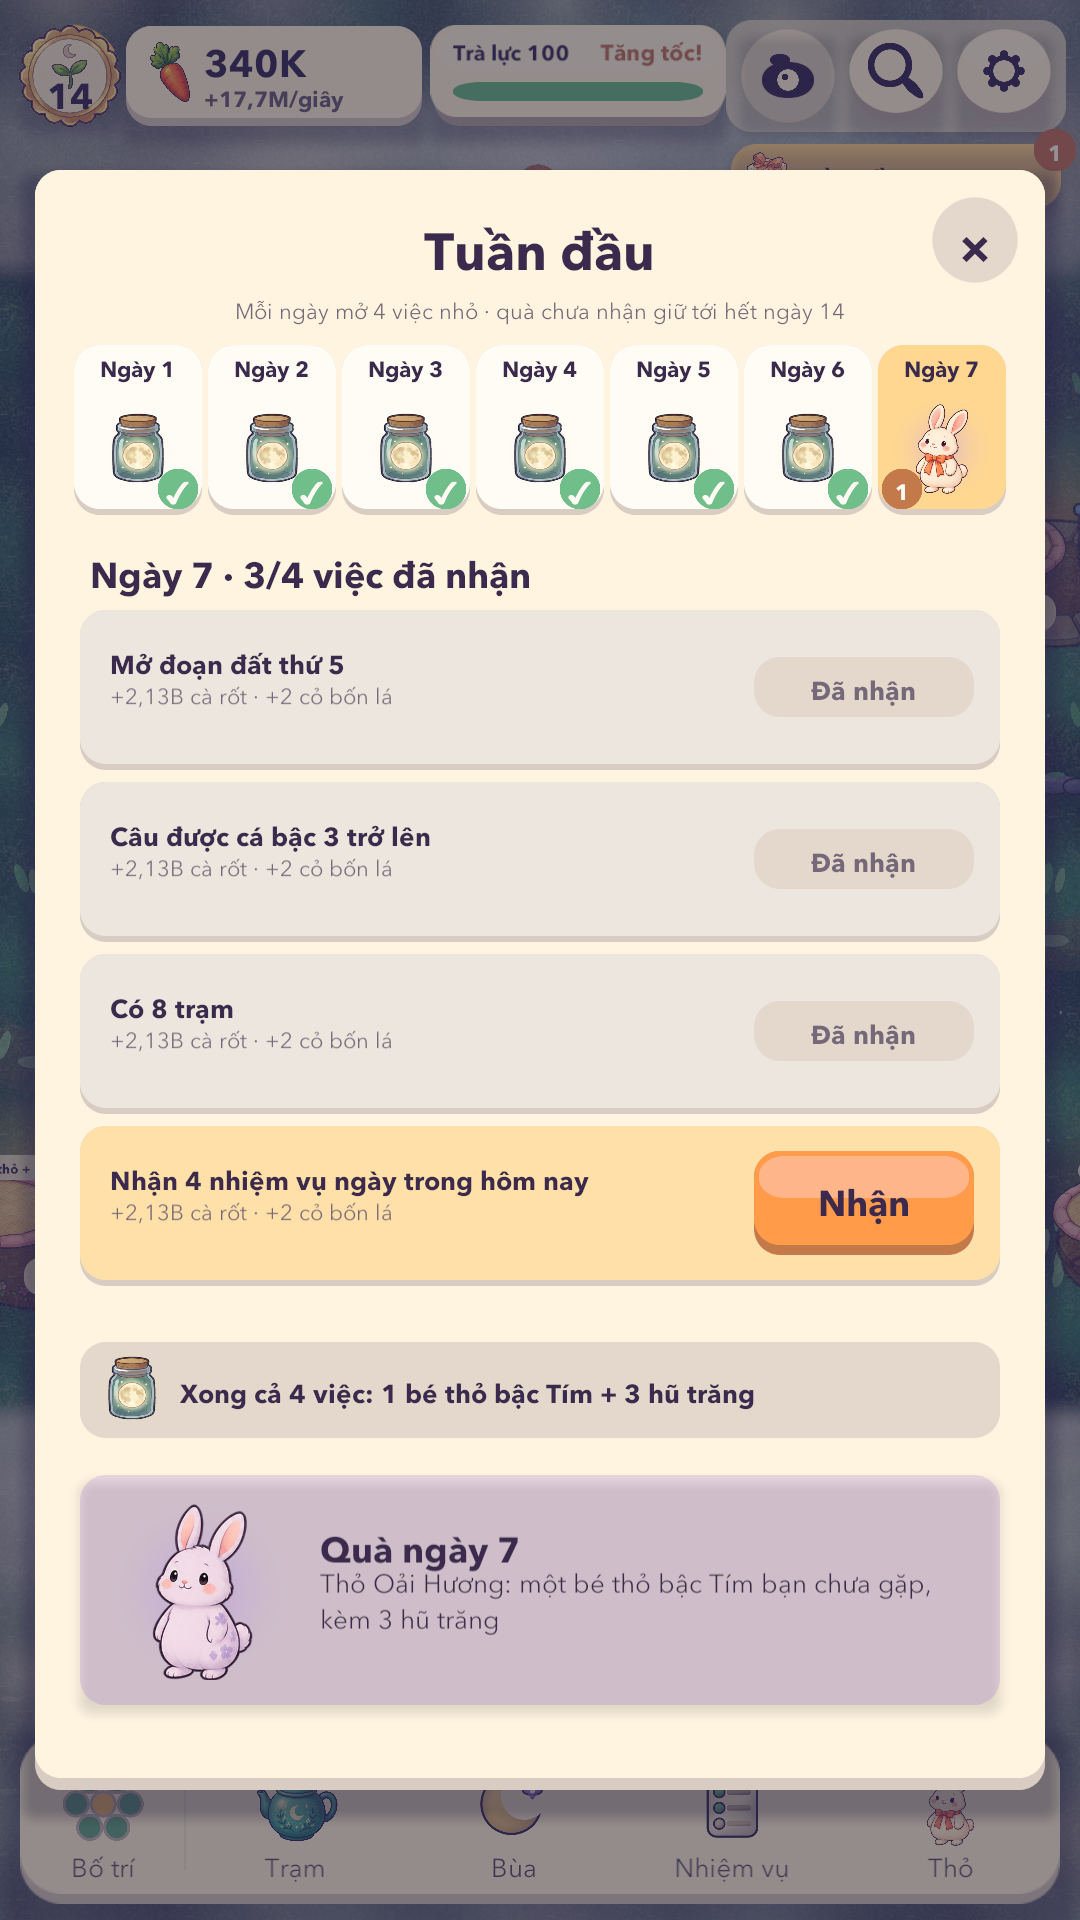 14
340K
+17,7M/giây
Trà lực 100
Tăng tốc!
1
Tuần đầu
×
Mỗi ngày mở 4 việc nhỏ · quà chưa nhận giữ tới hết ngày 14
Ngày 1
Ngày 2
Ngày 3
Ngày 4
Ngày 5
Ngày 6
Ngày 7
1
Ngày 7 · 3/4 việc đã nhận
Mở đoạn đất thứ 5
+2,13B cà rốt · +2 cỏ bốn lá
Đã nhận
Câu được cá bậc 3 trở lên
+2,13B cà rốt · +2 cỏ bốn lá
Đã nhận
Có 8 trạm
+2,13B cà rốt · +2 cỏ bốn lá
Đã nhận
thỏ +
Nhận 4 nhiệm vụ ngày trong hôm nay
+2,13B cà rốt · +2 cỏ bốn lá
Nhận
Xong cả 4 việc: 1 bé thỏ bậc Tím + 3 hũ trăng
Quà ngày 7
Thỏ Oải Hương: một bé thỏ bậc Tím bạn chưa gặp,
kèm 3 hũ trăng
Bố trí
Trạm
Bùa
Nhiệm vụ
Thỏ